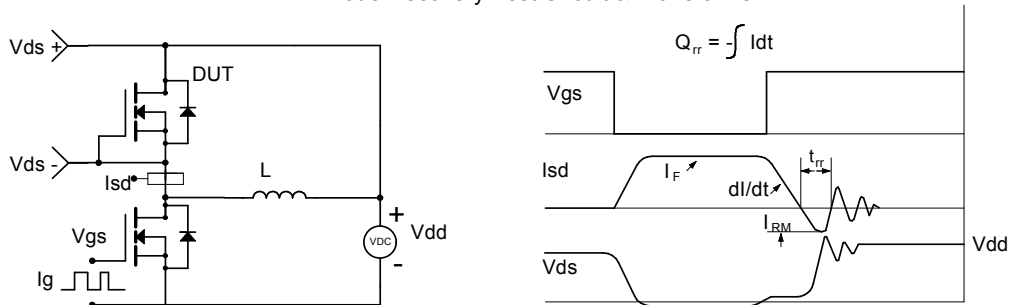 Vds +
DUT
Vds -
Isd
L
Vgs
Ig
VDC
+
-
Vdd
Qrr = -∫ Idt
Vgs
Isd
IF
dI/dt
trr
IRM
Vds
Vdd